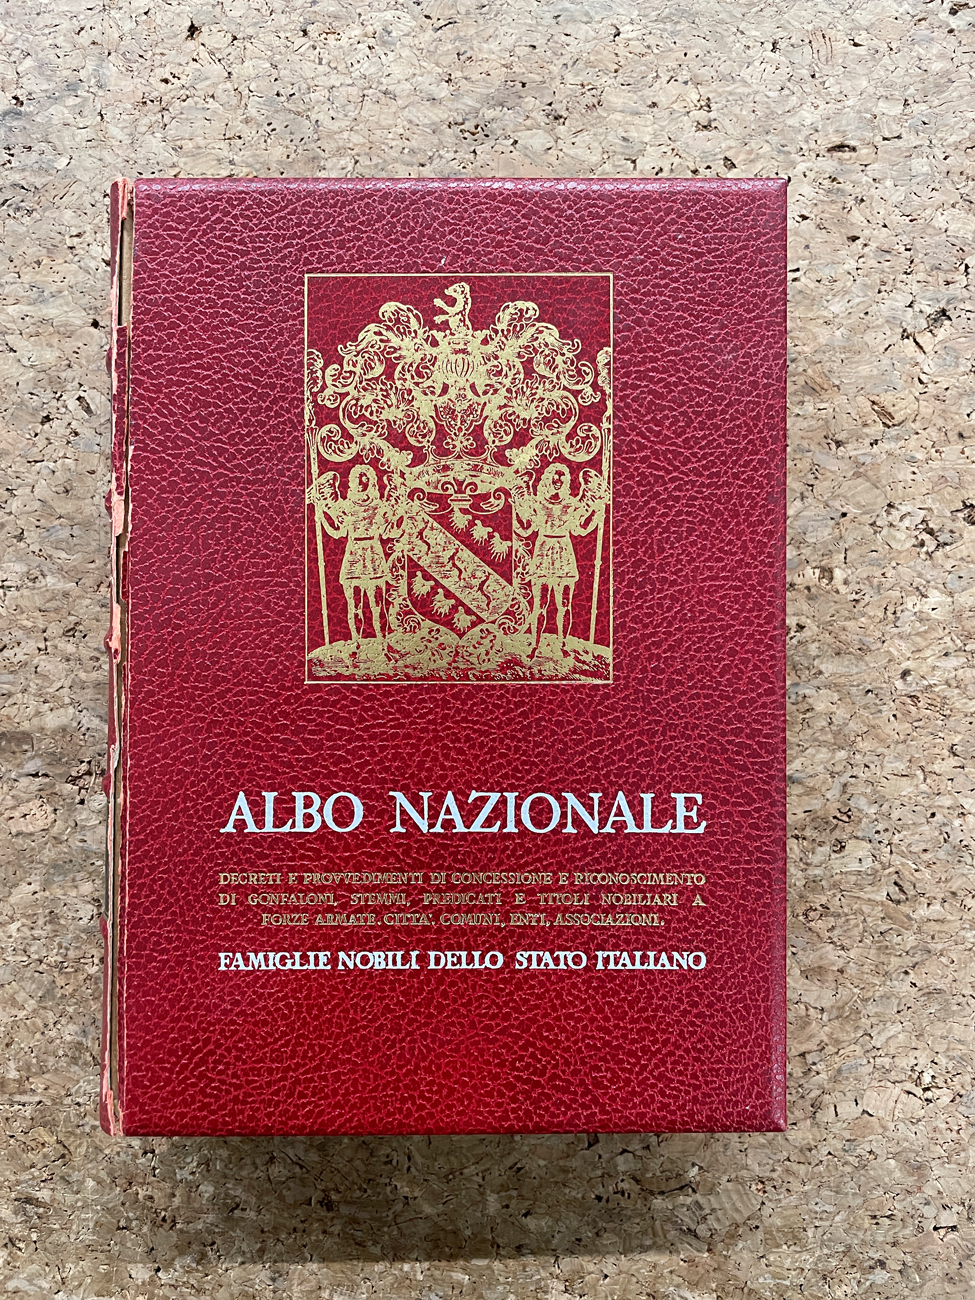 ALBO NAZIONALE
DECRETI E PROVVEDIMENTI DI CONCESSIONE E RICONOSCIMENTO
DI GONFALONI, STEMMI, PREDICATI E TITOLI NOBILIARI A
FORZE ARMATE, CITTA', COMUNI, ENTI, ASSOCIAZIONI.
FAMIGLIE NOBILI DELLO STATO ITALIANO